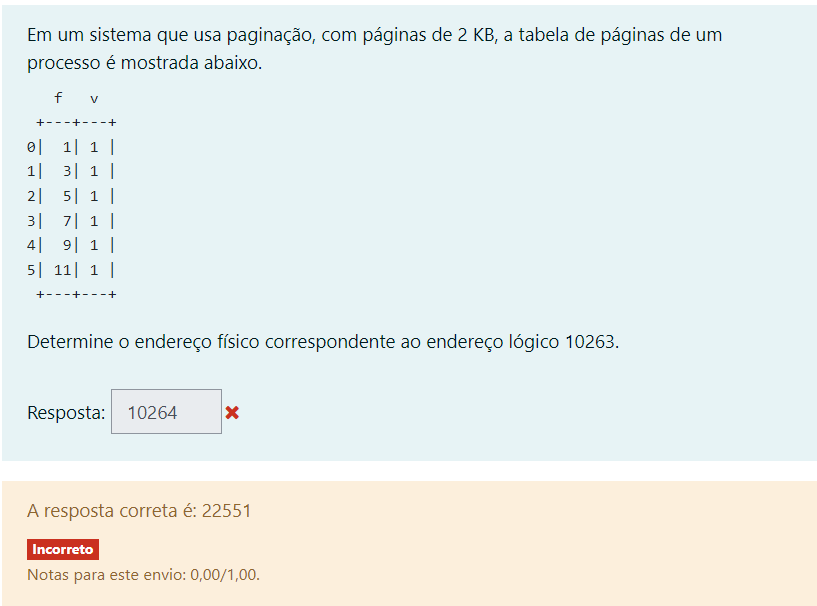 Em um sistema que usa paginação, com páginas de 2 KB, a tabela de páginas de um
processo é mostrada abaixo.
   f   v
 +---+---+
0|  1| 1 |
1|  3| 1 |
2|  5| 1 |
3|  7| 1 |
4|  9| 1 |
5| 11| 1 |
 +---+---+
Determine o endereço físico correspondente ao endereço lógico 10263.
Resposta: 10264
A resposta correta é: 22551
Incorreto
Notas para este envio: 0,00/1,00.